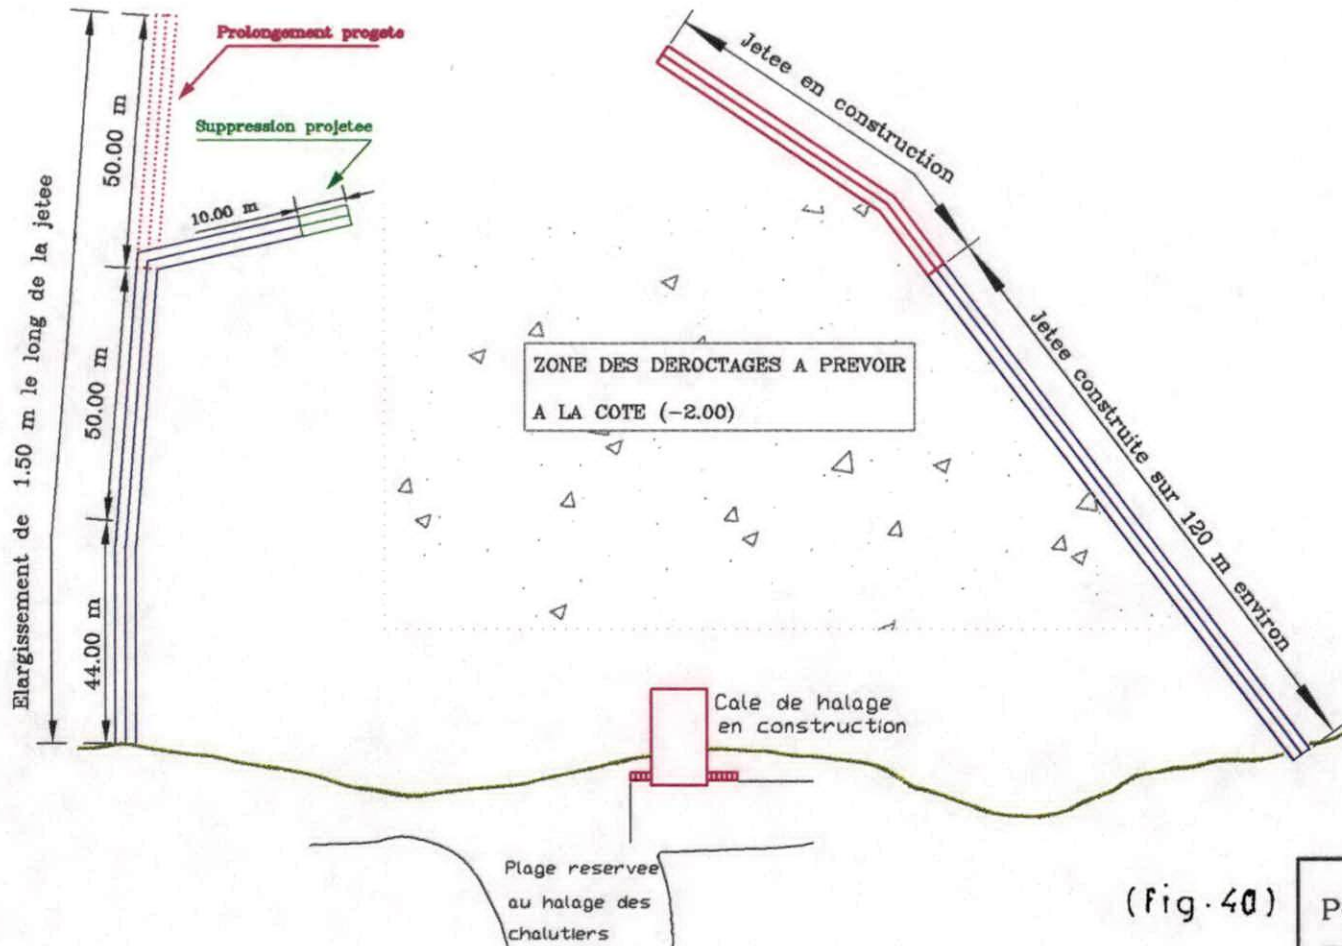 Prolongement progete
Suppression projetee
Jetee en construction
50.00 m
10.00 m
Elargissement de 1.50 m le long de la jetee
50.00 m
44.00 m
ZONE DES DEROCTAGES A PREVOIR
A LA COTE (-2.00)
Jetee construite sur 120 m environ
Cale de halage
en construction
Plage reservee
au halage des
chalutiers
(fig.40)
P